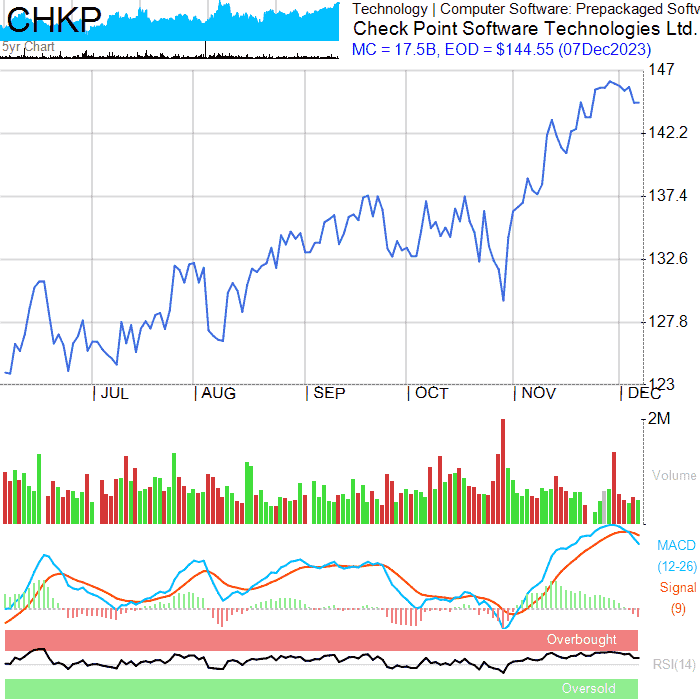 CHKP
5yr Chart
Technology | Computer Software: Prepackaged Softw
Check Point Software Technologies Ltd.
MC = 17.5B, EOD = $144.55 (07Dec2023)
147
142.2
137.4
132.6
127.8
123
JUL
AUG
SEP
OCT
NOV
DEC
2M
Volume
MACD
(12-26)
Signal
(9)
Overbought
RSI(14)
Oversold